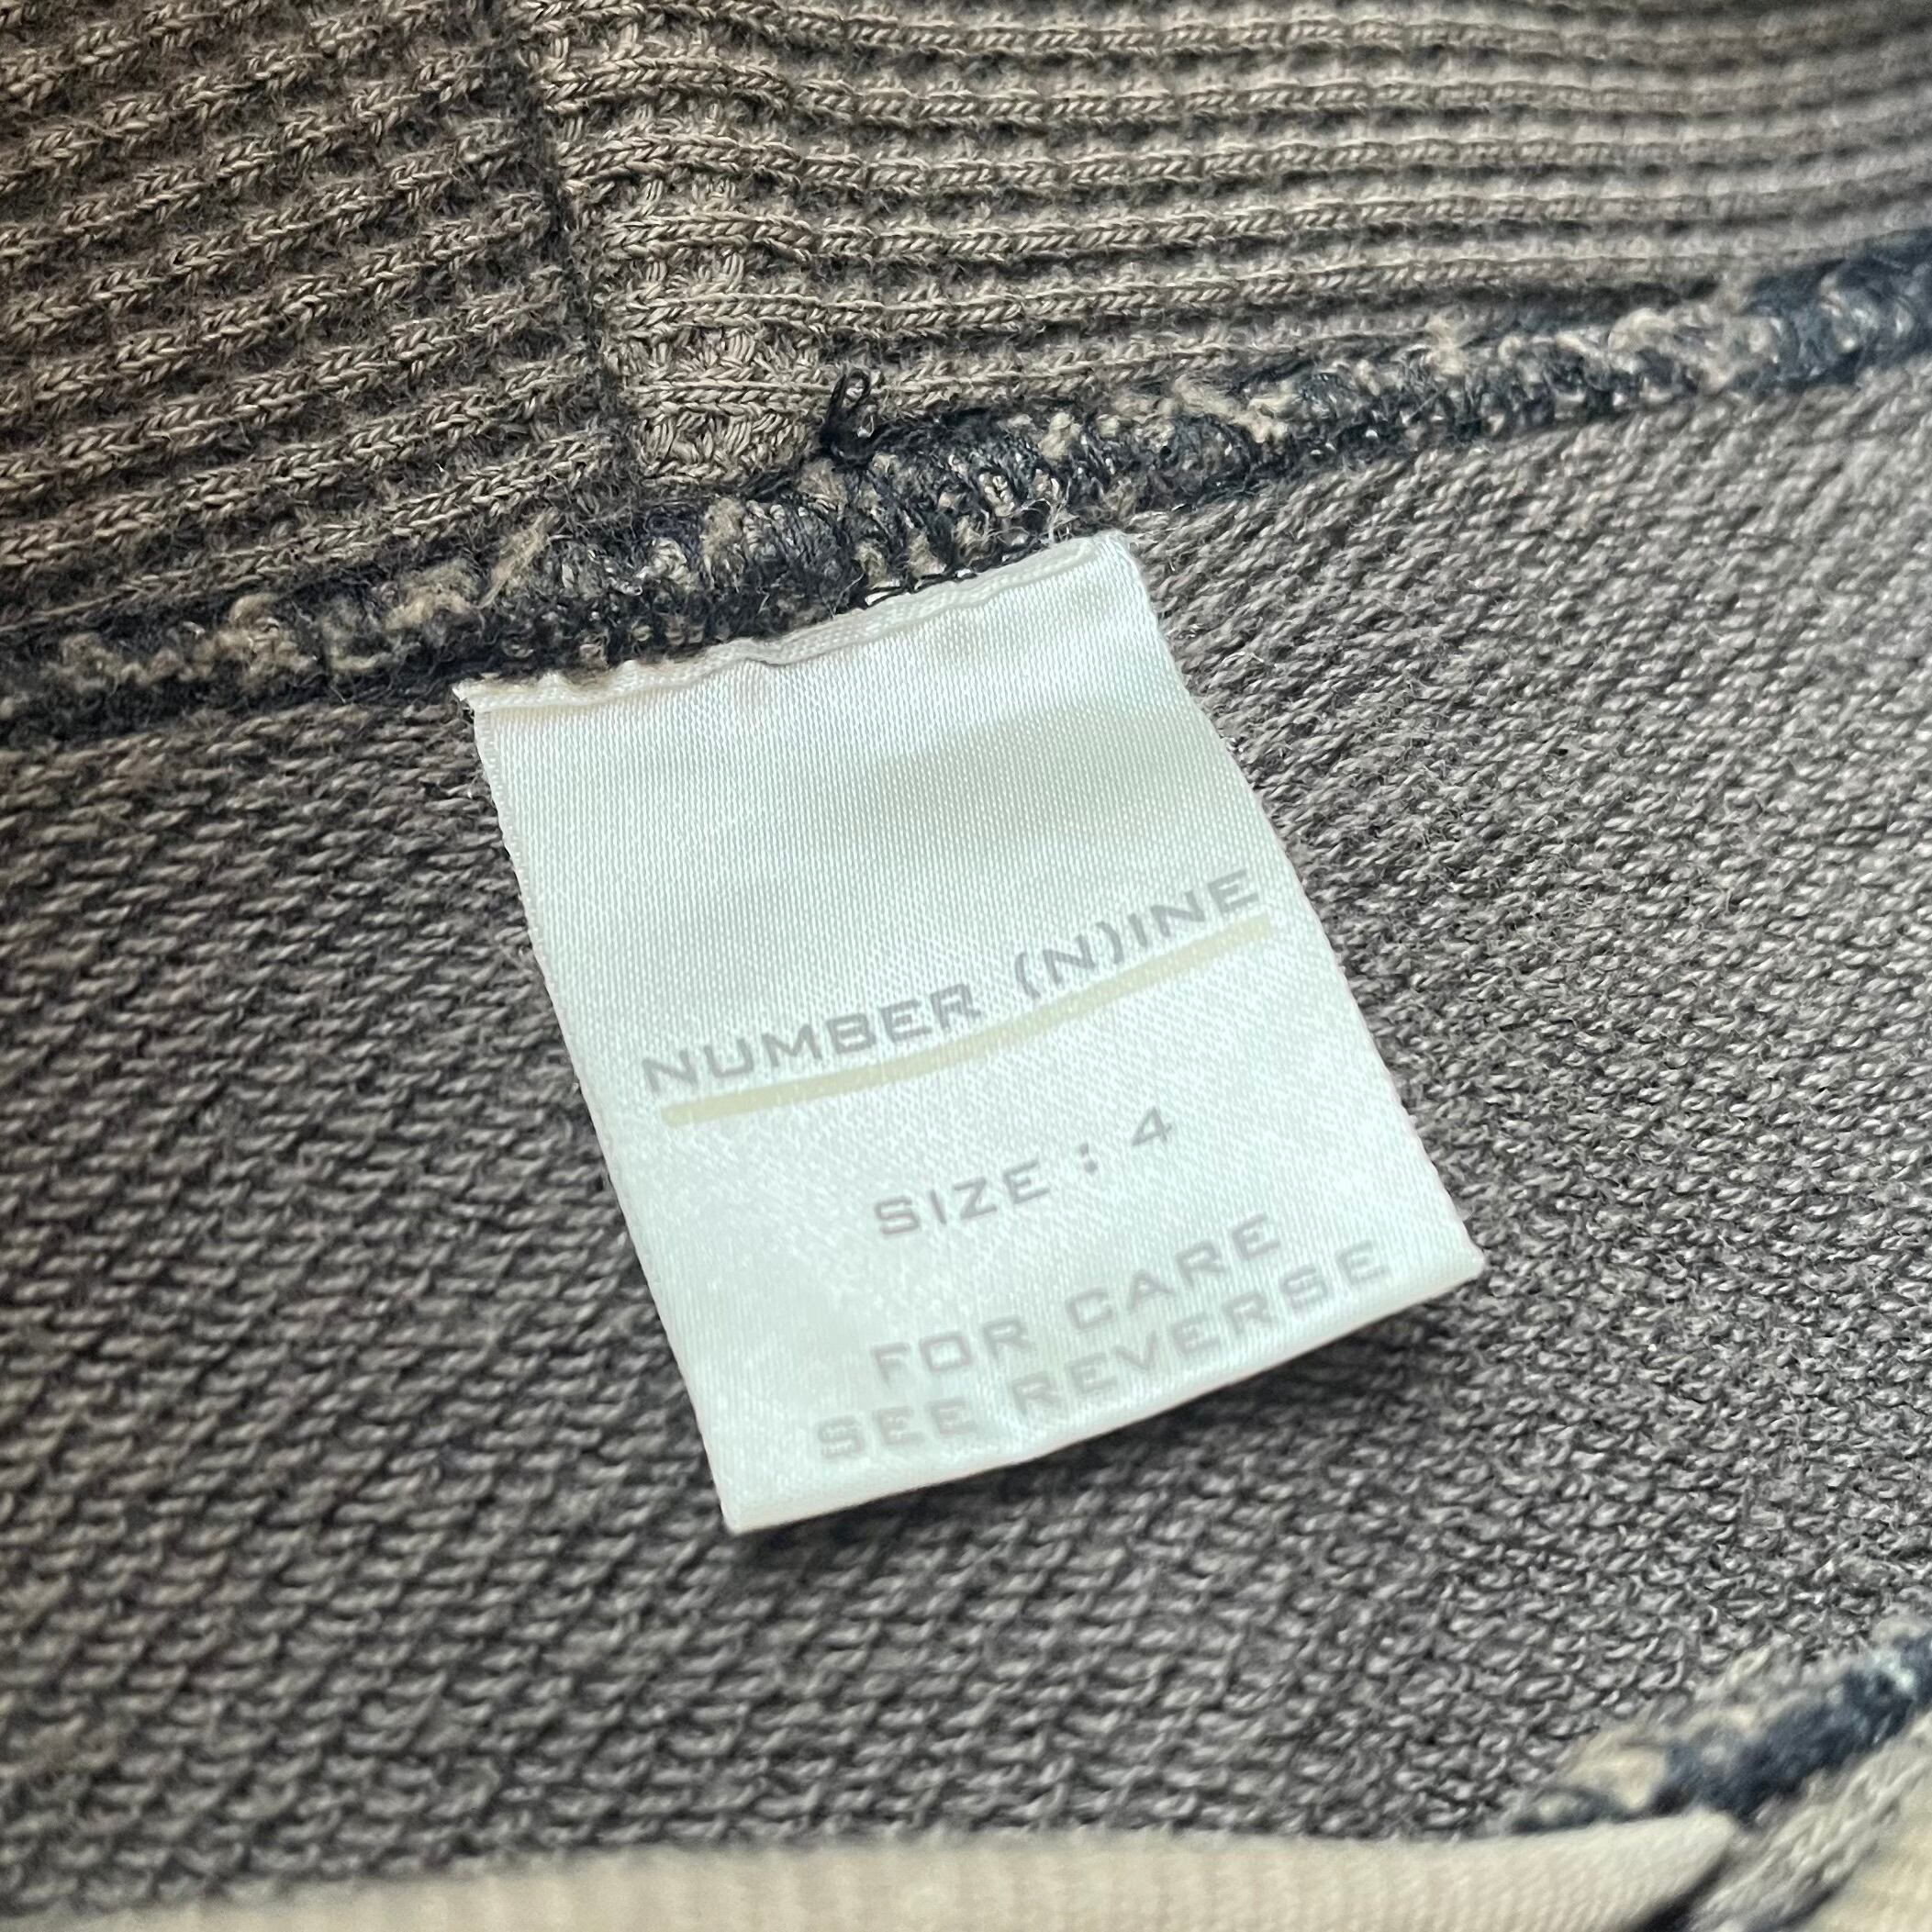 NUMBER (N)INE
SIZE : 4
FOR CARE
SEE REVERSE